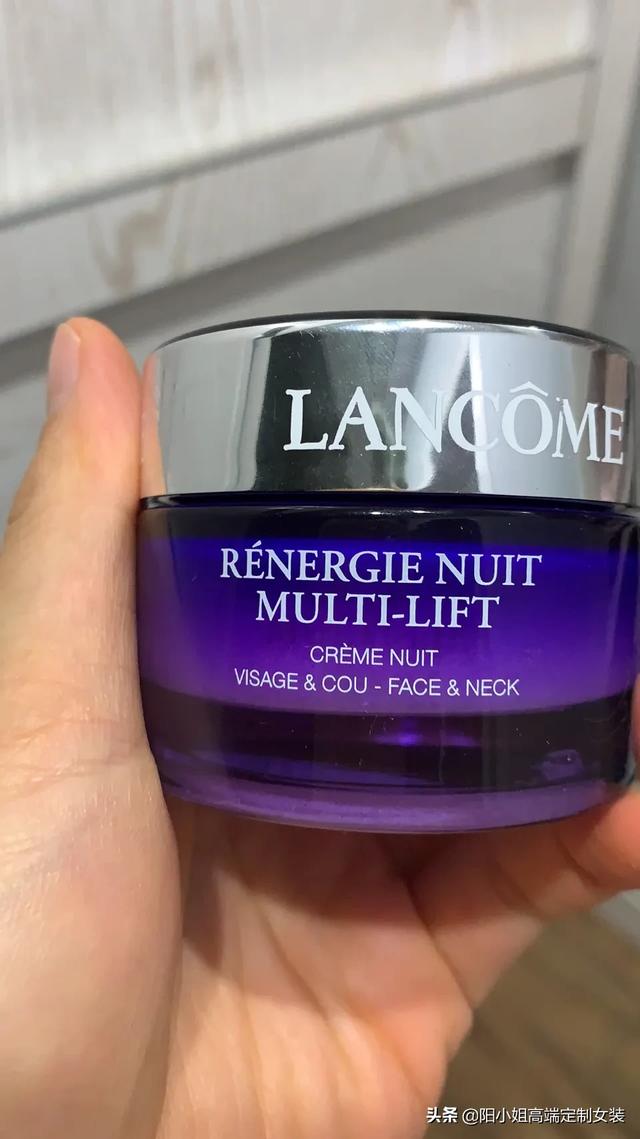 LANCÔME
RÉNERGIE NUIT
MULTI-LIFT
CRÈME NUIT
VISAGE & COU - FACE & NECK
头条 @阳小姐高端定制女装